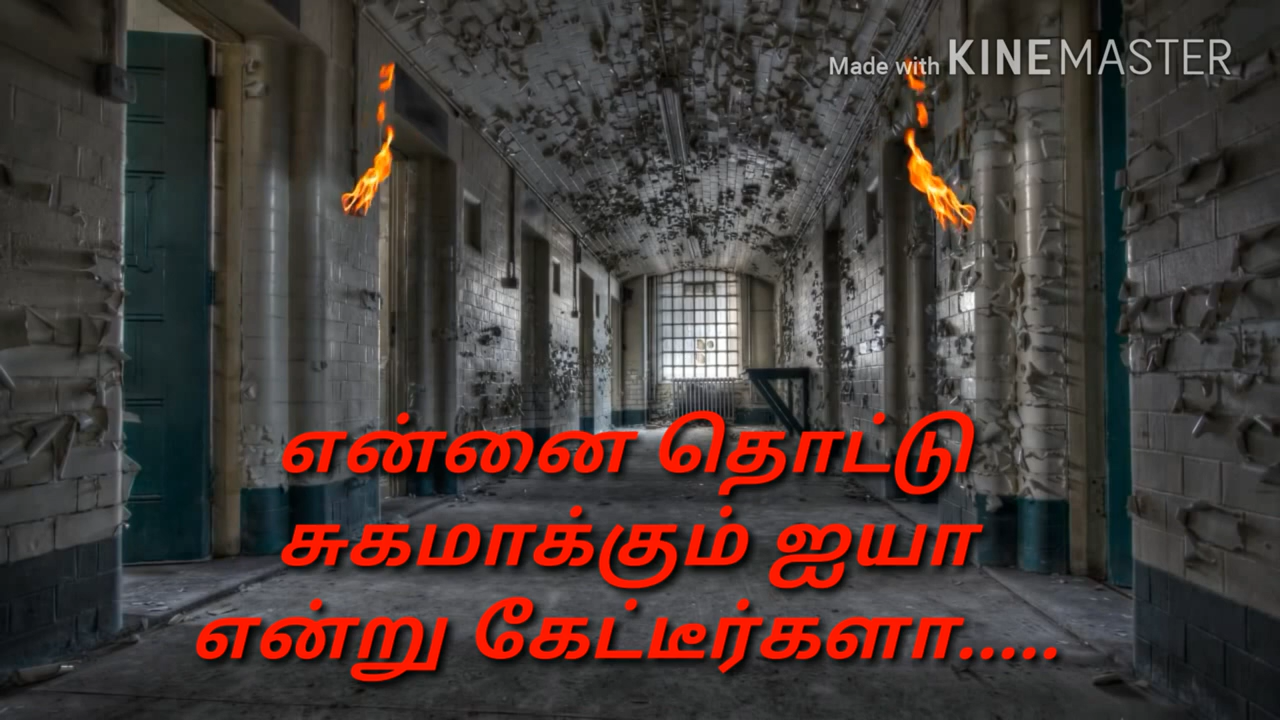 Made with KINEMASTER
என்னை தொட்டு
சுகமாக்கும் ஐயா
என்று கேட்டீர்களா.....